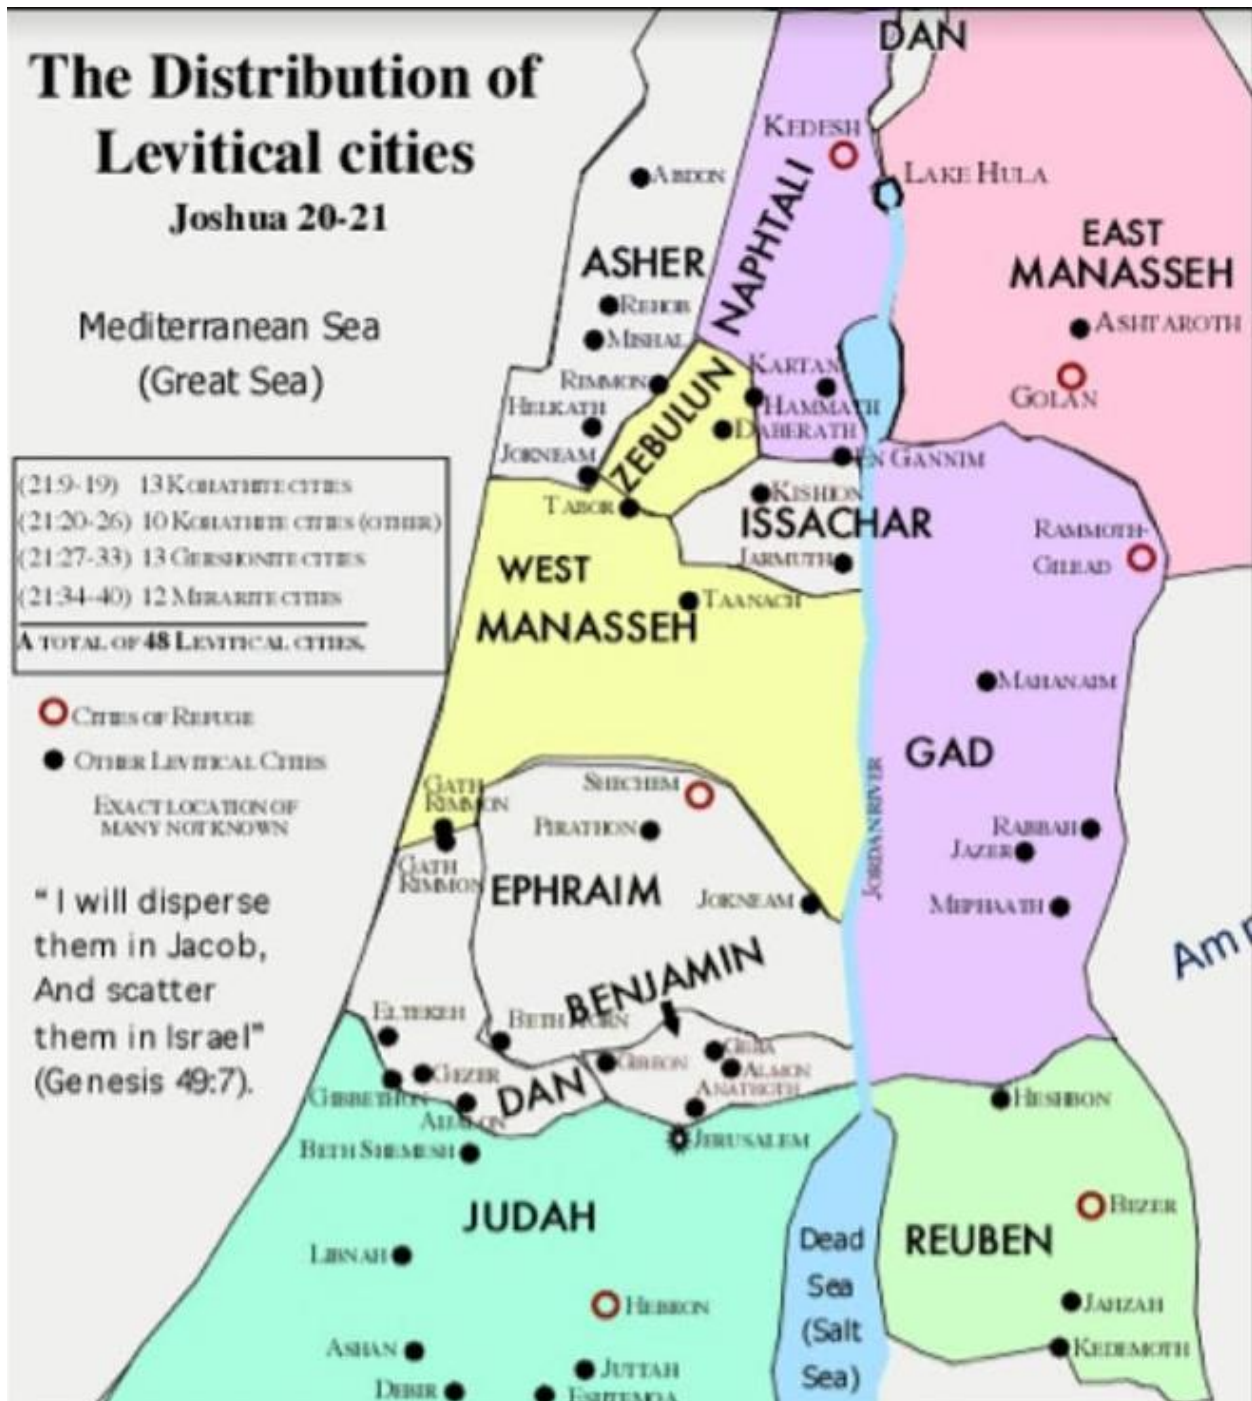 The Distribution of
Levitical cities
Joshua 20-21
Mediterranean Sea
(Great Sea)
(21:9-19) 13 KOHATHITE CITIES
(21:20-26) 10 KOHATHITE CITIES (OTHER)
(21:27-33) 13 GERSHONITE CITIES
(21:34-40) 12 MERARITE CITIES
A TOTAL OF 48 LEVITICAL CITIES.
CITIES OF REFUGE
OTHER LEVITICAL CITIES
EXACT LOCATION OF
MANY NOT KNOWN
" I will disperse
them in Jacob,
And scatter
them in Israel"
(Genesis 49:7).
DAN
KEDESH
LAKE HULA
ABDON
NAPHTALI
ASHER
EAST
MANASSEH
REHOB
MISHAL
ASHTAROTH
KARTAN
RIMMON
GOLAN
HELKATH
HAMMATH
ZEBULUN
DABERATH
JORNEAM
EN GANNIM
KISHION
TABOR
ISSACHAR
RAMMOTH-
GILEAD
JARMUTH
WEST
MANASSEH
TAANACH
MAHANAIM
GAD
JORDAN RIVER
SHECHEM
GATH
RIMMON
PIRATHON
RABBAH
JAZER
GATH
RIMMON
EPHRAIM
JOKNEAM
MEPHAATH
BENJAMIN
ELTEKEH
BETH HORN
GIBEON
GEBA
ALMON
GEZER
DAN
ANATHOTH
GIBBETHON
AIJALON
HESHBON
BETH SHEMESH
JERUSALEM
JUDAH
BEZER
REUBEN
Dead
Sea
(Salt
Sea)
LIBNAH
HEBRON
JAHZAH
ASHAN
KEDEMOTH
JUTTAH
DEBIR
ESHTEMOA